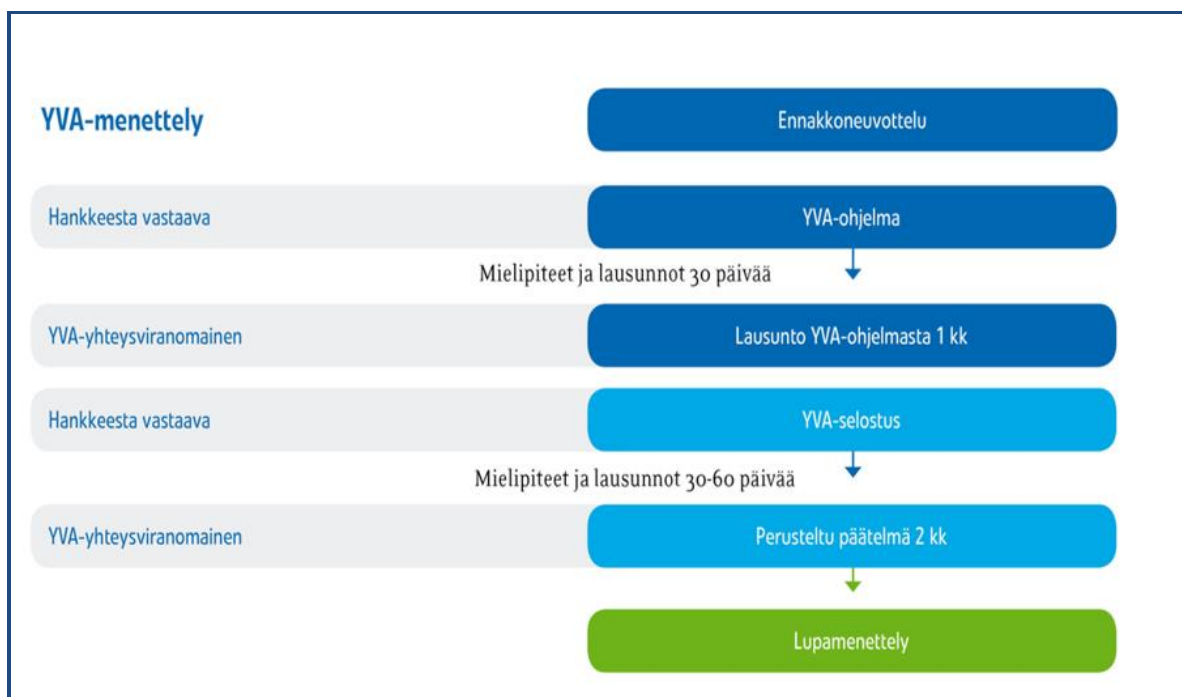 YVA-menettely
Ennakkoneuvottelu
Hankkeesta vastaava
YVA-ohjelma
Mielipiteet ja lausunnot 30 päivää
YVA-yhteysviranomainen
Lausunto YVA-ohjelmasta 1 kk
Hankkeesta vastaava
YVA-selostus
Mielipiteet ja lausunnot 30-60 päivää
YVA-yhteysviranomainen
Perusteltu päätelmä 2 kk
Lupamenettely